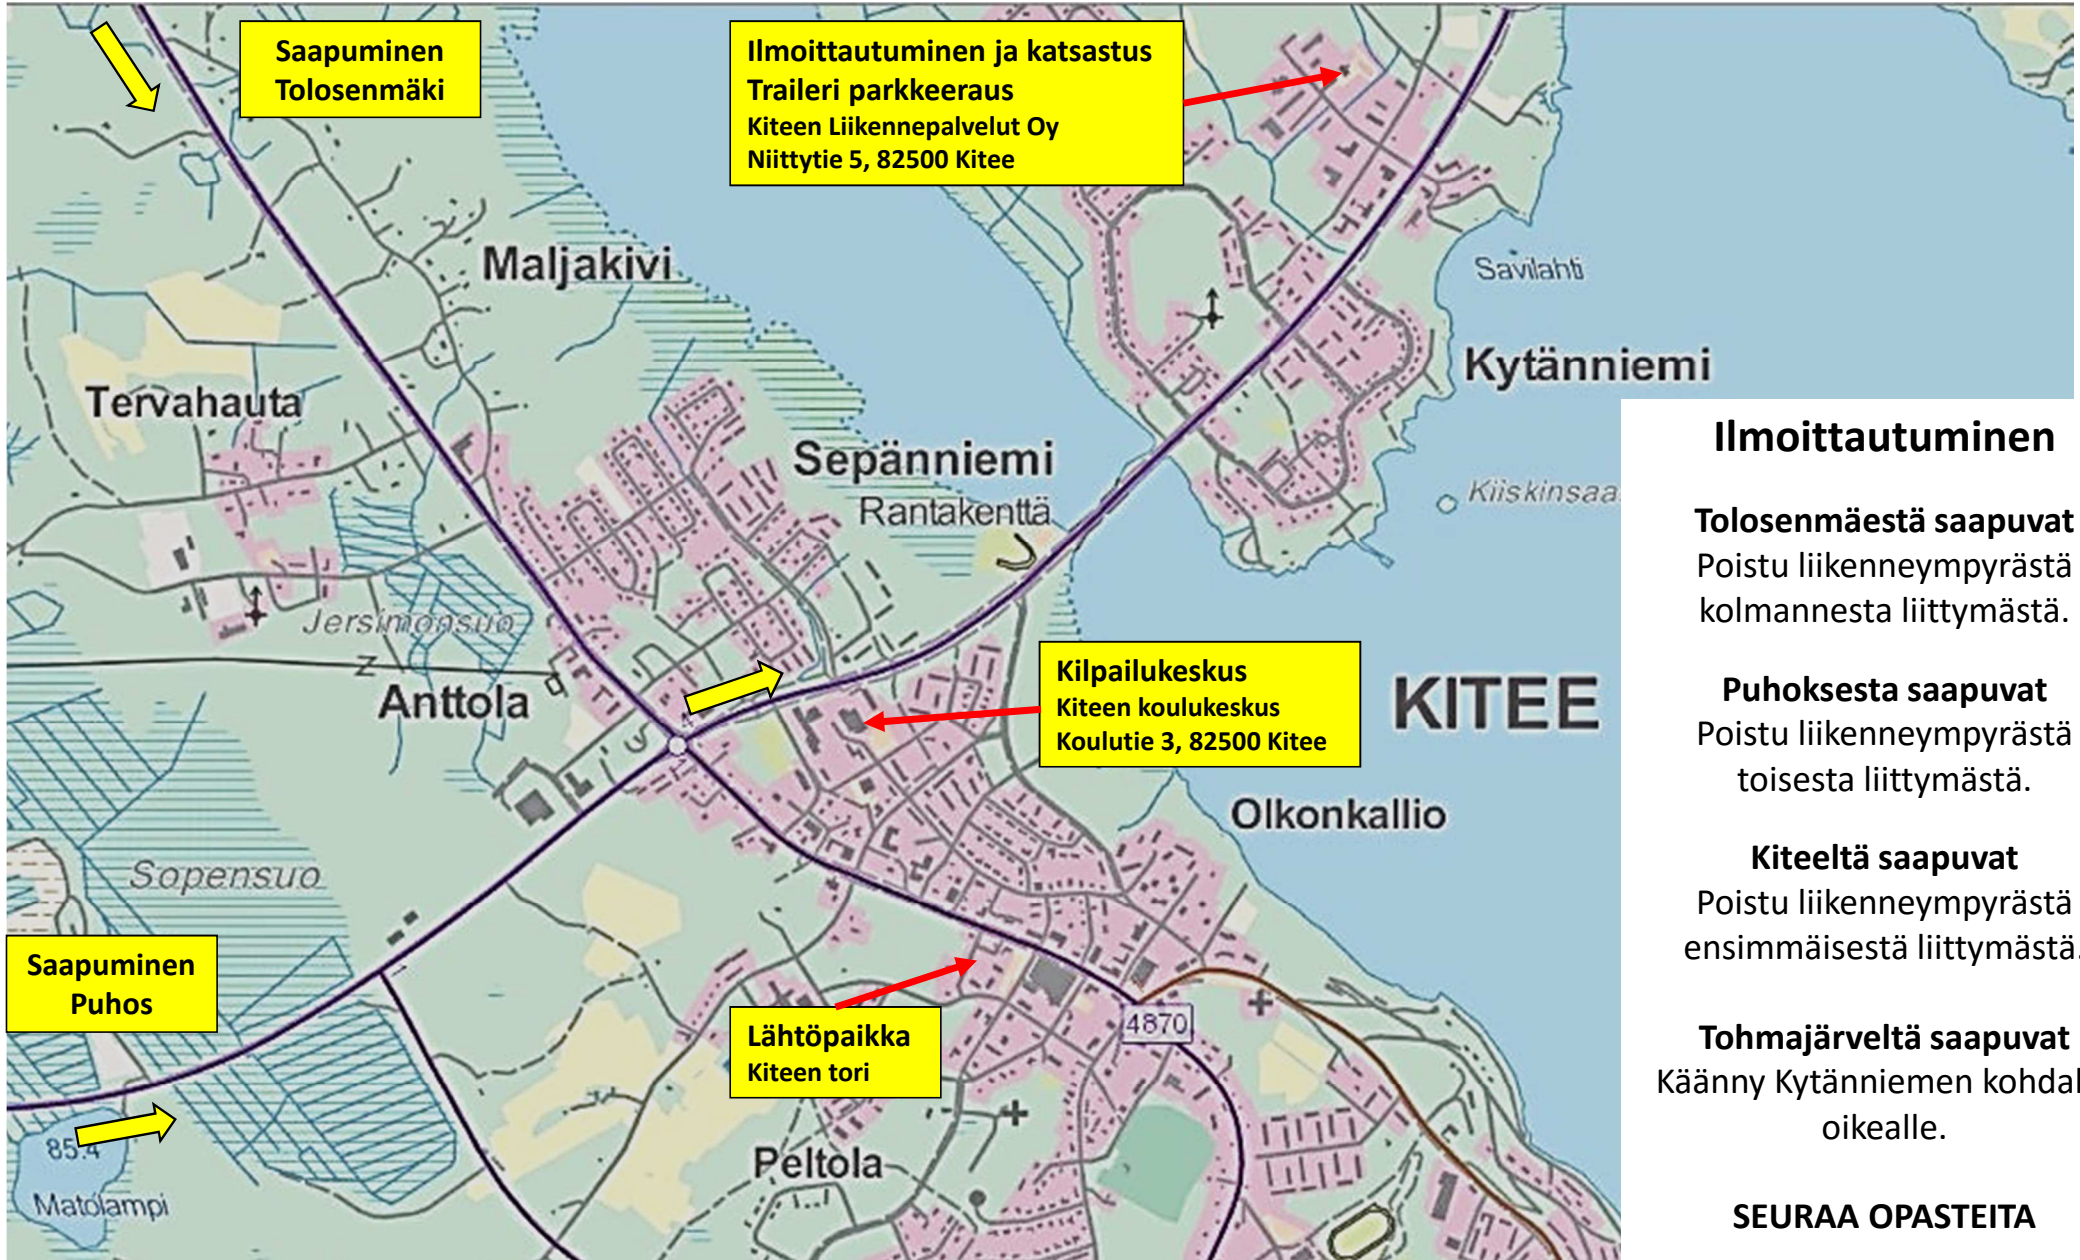 Saapuminen
Tolosenmäki
Ilmoittautuminen ja katsastus
Traileri parkkeeraus
Kiteen Liikennepalvelut Oy
Niittytie 5, 82500 Kitee
Maljakivi
Savilahti
Kytänniemi
Tervahauta
Sepänniemi
Rantakenttä
Kiiskinsaa
Jersimonsuo
Anttola
Kilpailukeskus
Kiteen koulukeskus
Koulutie 3, 82500 Kitee
KITEE
Olkonkallio
Sopensuo
Saapuminen
Puhos
Lähtöpaikka
Kiteen tori
4870
85.4
Matolampi
Peltola
Ilmoittautuminen
Tolosenmäestä saapuvat
Poistu liikenneympyrästä
kolmannesta liittymästä.
Puhoksesta saapuvat
Poistu liikenneympyrästä
toisesta liittymästä.
Kiteeltä saapuvat
Poistu liikenneympyrästä
ensimmäisestä liittymästä.
Tohmajärveltä saapuvat
Käänny Kytänniemen kohdal
oikealle.
SEURAA OPASTEITA